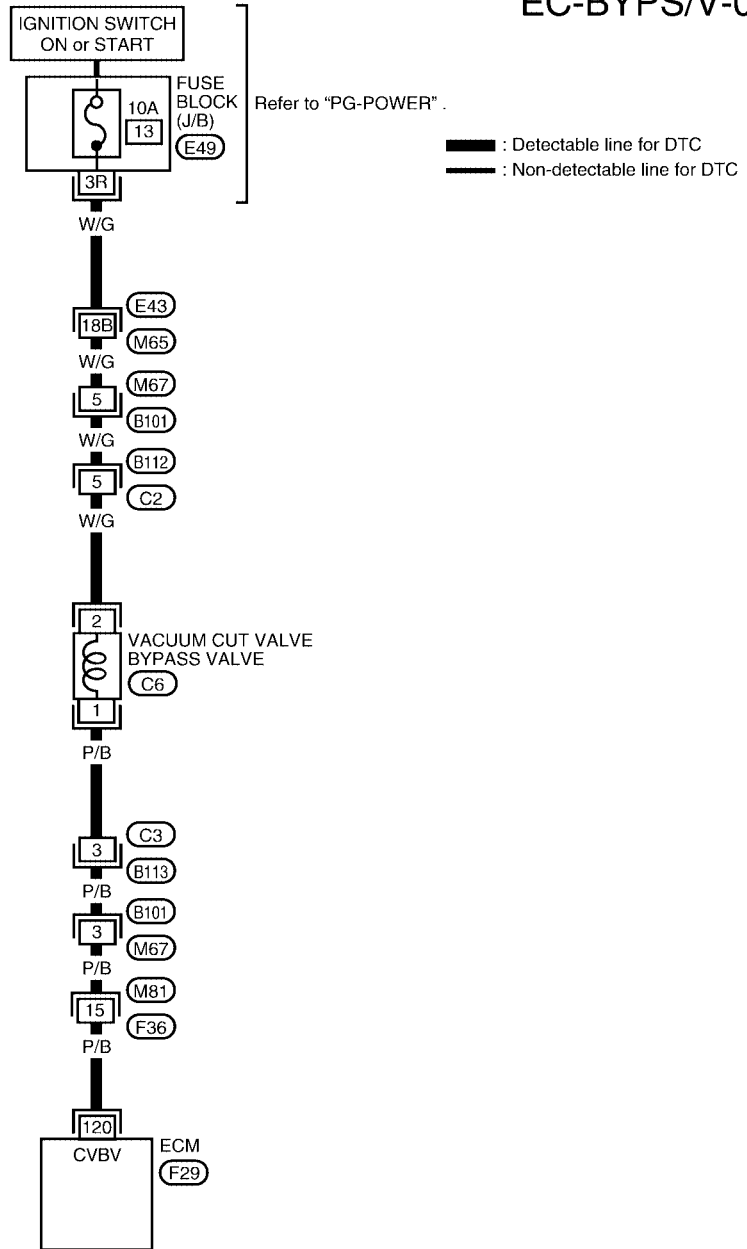 EC-BYPS/V-0
IGNITION SWITCH
ON or START
FUSE
BLOCK
(J/B)
E49
10A
13
Refer to “PG-POWER” .
: Detectable line for DTC
: Non-detectable line for DTC
3R
W/G
E43
18B
M65
W/G
M67
5
B101
W/G
B112
5
C2
W/G
2
VACUUM CUT VALVE
BYPASS VALVE
C6
1
P/B
C3
3
B113
P/B
B101
3
M67
P/B
M81
15
F36
P/B
120
CVBV
ECM
F29